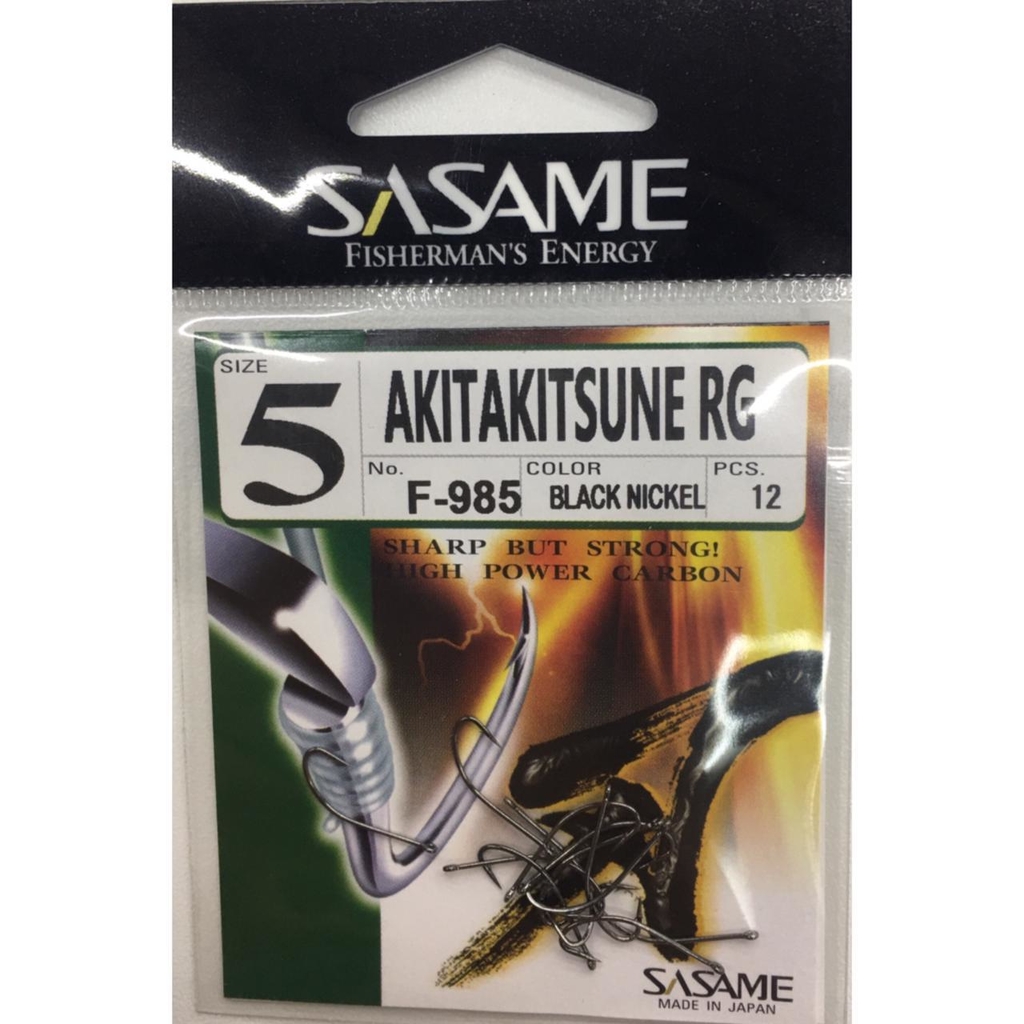 SASAME
FISHERMAN'S ENERGY
SIZE
5
AKITAKITSUNE RG
No.
F-985
COLOR
BLACK NICKEL
PCS.
12
SHARP BUT STRONG!
HIGH POWER CARBON
SASAME
MADE IN JAPAN